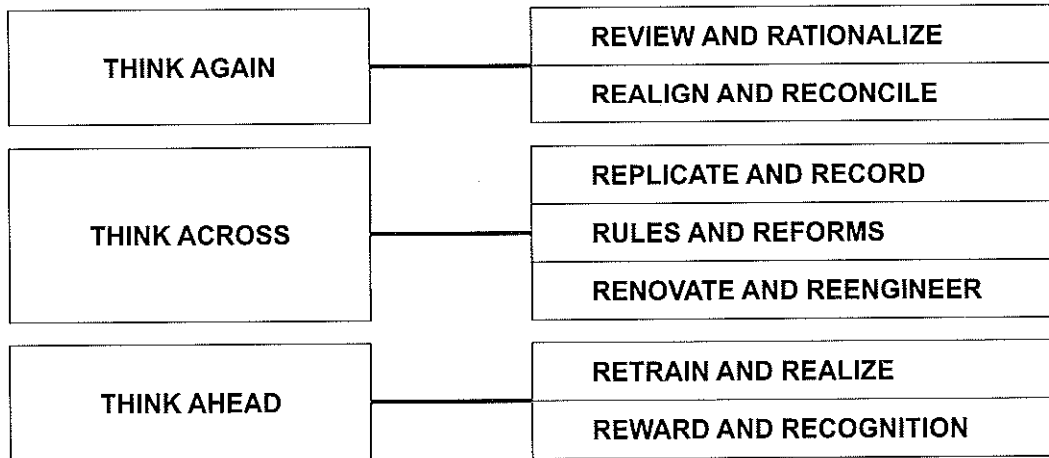 THINK AGAIN
REVIEW AND RATIONALIZE
REALIGN AND RECONCILE
THINK ACROSS
REPLICATE AND RECORD
RULES AND REFORMS
RENOVATE AND REENGINEER
THINK AHEAD
RETRAIN AND REALIZE
REWARD AND RECOGNITION